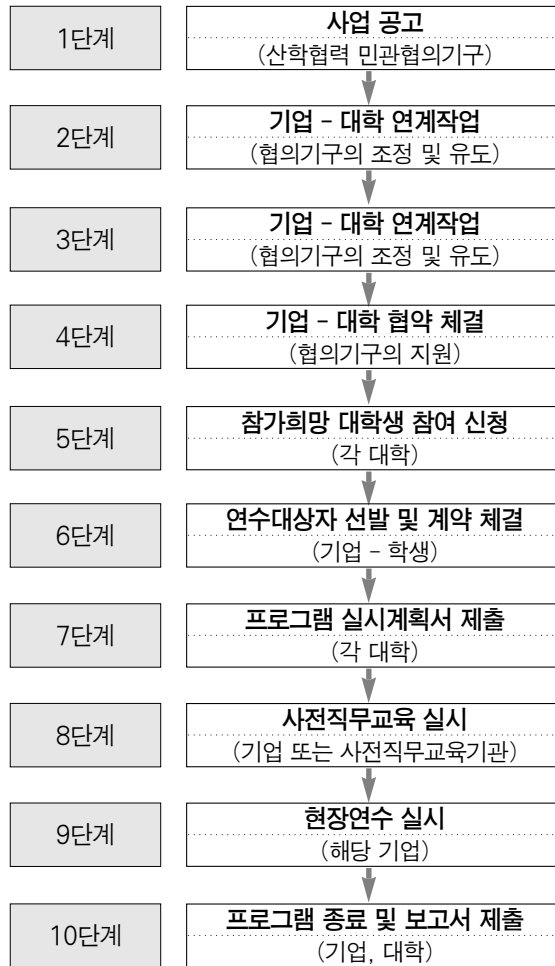 1단계
사업 공고
(산학협력 민관협의기구)
2단계
기업 - 대학 연계작업
(협의기구의 조정 및 유도)
3단계
기업 - 대학 연계작업
(협의기구의 조정 및 유도)
4단계
기업 - 대학 협약 체결
(협의기구의 지원)
5단계
참가희망 대학생 참여 신청
(각 대학)
6단계
연수대상자 선발 및 계약 체결
(기업 - 학생)
7단계
프로그램 실시계획서 제출
(각 대학)
8단계
사전직무교육 실시
(기업 또는 사전직무교육기관)
9단계
현장연수 실시
(해당 기업)
10단계
프로그램 종료 및 보고서 제출
(기업, 대학)